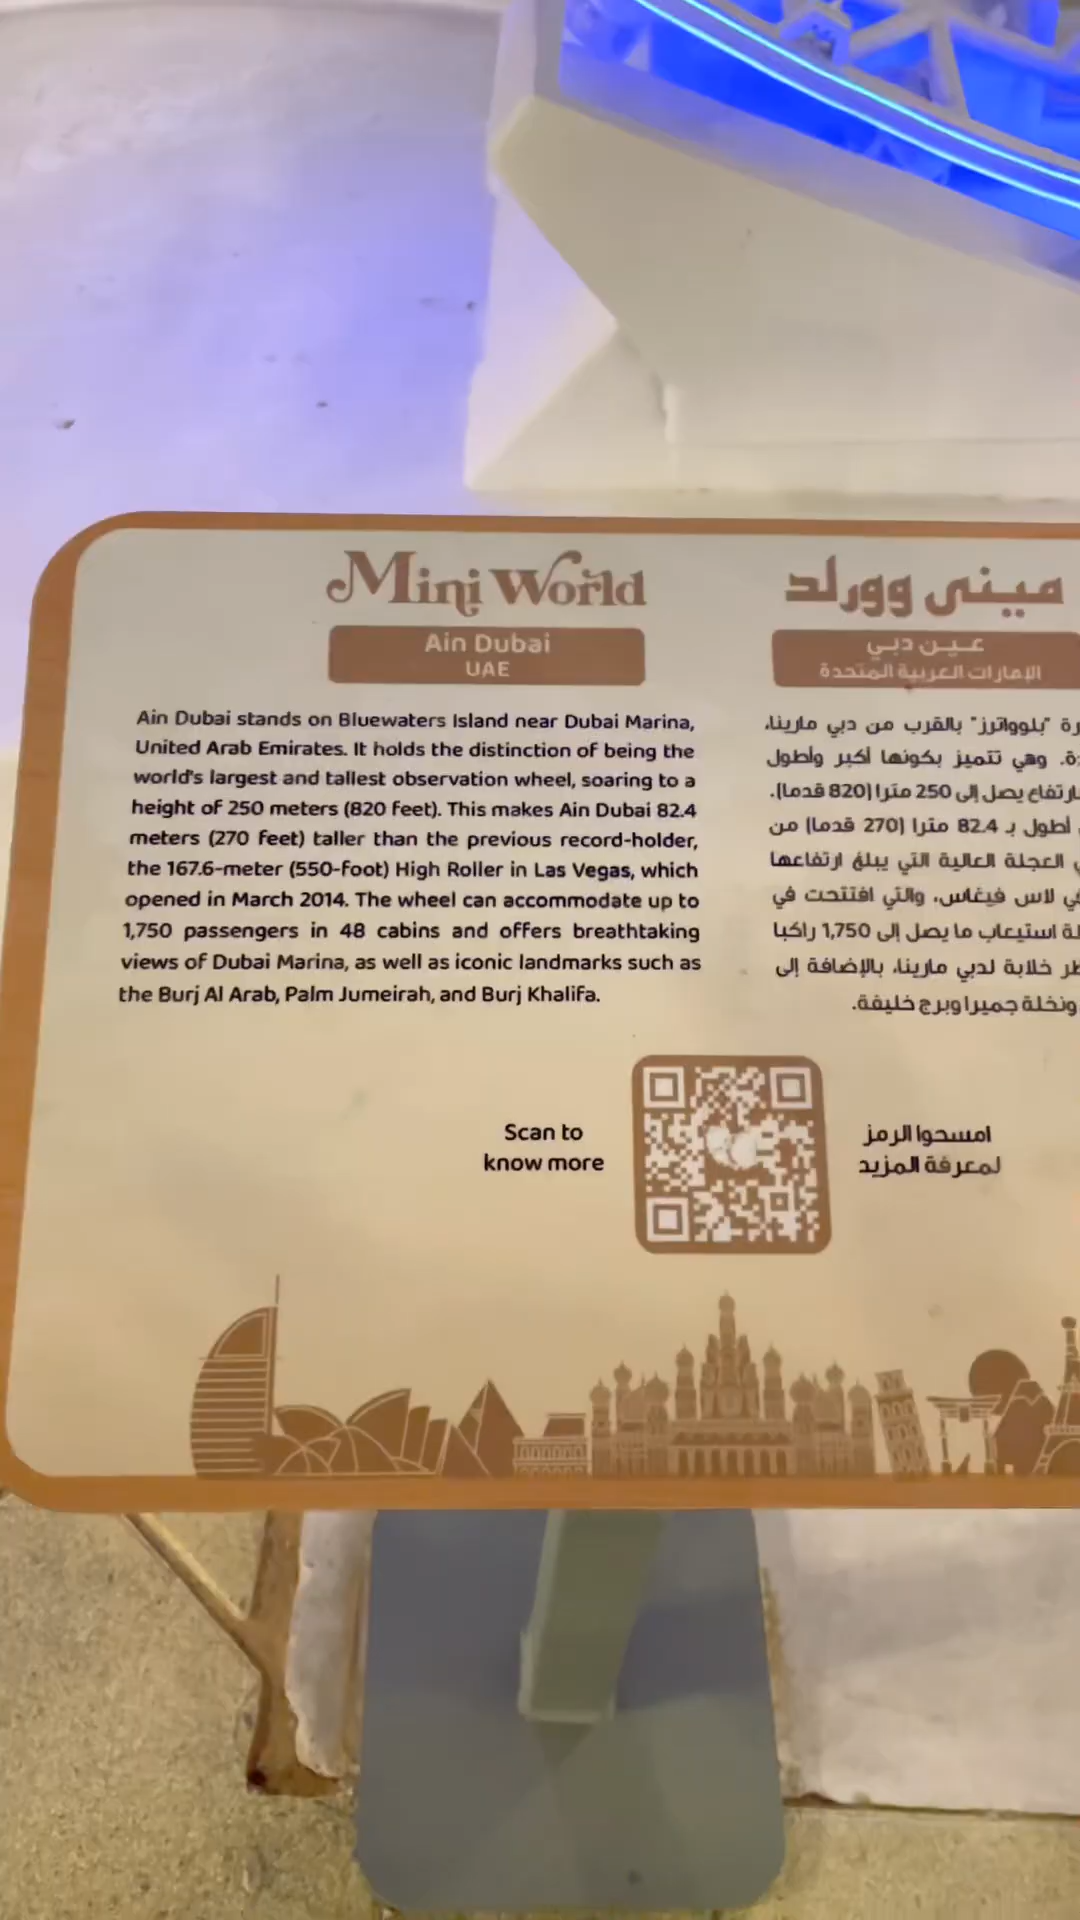 Mini World
Ain Dubai
UAE
Ain Dubai stands on Bluewaters Island near Dubai Marina,
United Arab Emirates. It holds the distinction of being the
world's largest and tallest observation wheel, soaring to a
height of 250 meters (820 feet). This makes Ain Dubai 82.4
meters (270 feet) taller than the previous record-holder,
the 167.6-meter (550-foot) High Roller in Las Vegas, which
opened in March 2014. The wheel can accommodate up to
1,750 passengers in 48 cabins and offers breathtaking
views of Dubai Marina, as well as iconic landmarks such as
the Burj Al Arab, Palm Jumeirah, and Burj Khalifa.
ميني وورلد
عين دبي
الإمارات العربية المتحدة
"بلوواترز" بالقرب من دبي مارينا،
وهي تتميز بكونها أكبر وأطول
بارتفاع يصل إلى 250 مترا (820 قدما).
أطول بـ 82.4 مترا (270 قدما) من
العجلة العالية التي يبلغ ارتفاعها
في لاس فيغاس، والتي افتتحت في
استيعاب ما يصل إلى 1,750 راكبا
خلابة لدبي مارينا، بالإضافة إلى
ونخلة جميرا وبرج خليفة.
Scan to
know more
امسحوا الرمز
لمعرفة المزيد